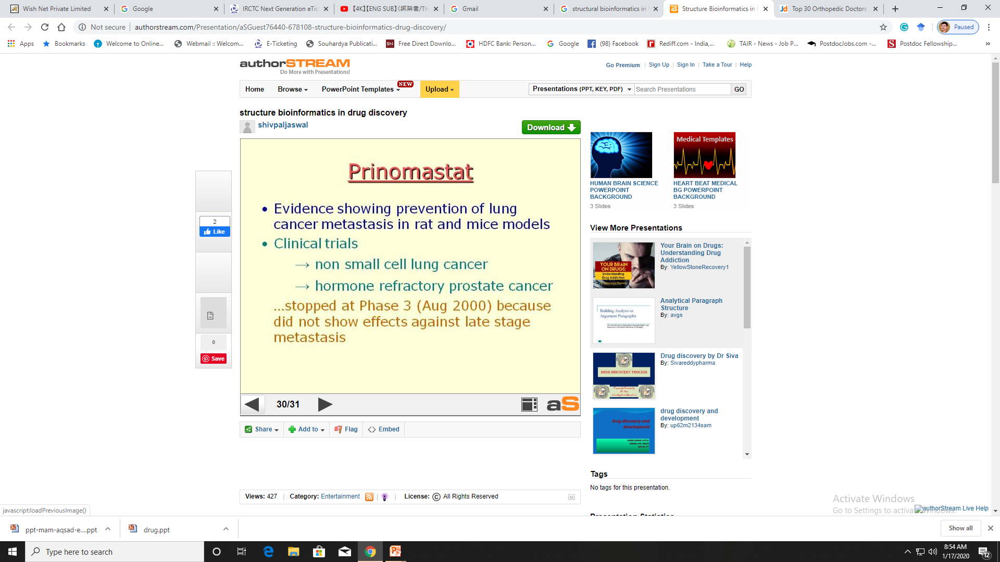 Wish Net Private Limited
Google
IRCTC Next Generation eTic
【4K】【ENG SUB】《绑架者/Th
Gmail
structural bioinformatics in
Structure Bioinformatics in
Top 30 Orthopedic Doctors
Not secure
authorstream.com/Presentation/aSGuest76440-678108-structure-bioinformatics-drug-discovery/
Paused
Apps
Bookmarks
Welcome to Online...
Webmail :: Welcom...
E-Ticketing
Souhardya Publicati...
Free Direct Downlo...
HDFC Bank: Person...
Google
(98) Facebook
Rediff.com - India,...
TAIR - News - Job P...
PostdocJobs.com -...
Postdoc Fellowship...
»
authorSTREAM
Do More with Presentations!
Go Premium | Sign Up | Sign In | Take a Tour | Help
Home
Browse
PowerPoint Templates
NEW
Upload
Presentations (PPT, KEY, PDF)
Search Presentations
GO
structure bioinformatics in drug discovery
shivpaljaswal
Download
Prinomastat
• Evidence showing prevention of lung
cancer metastasis in rat and mice models
• Clinical trials
→ non small cell lung cancer
→ hormone refractory prostate cancer
...stopped at Phase 3 (Aug 2000) because
did not show effects against late stage
metastasis
30/31
aS
2
Like
0
Save
Share
Add to
Flag
Embed
Views: 427
Category: Entertainment
License: © All Rights Reserved
Medical Templates
HUMAN BRAIN SCIENCE
POWERPOINT
BACKGROUND
3 Slides
HEART BEAT MEDICAL
BG POWERPOINT
BACKGROUND
3 Slides
View More Presentations
YOUR BRAIN
ON DRUGS:
Understanding
Drug Addiction
Your Brain on Drugs:
Understanding Drug
Addiction
By: YellowStoneRecovery1
Building Analysis or
Argument Paragraphs
Analytical Paragraph
Structure
By: avgs
DRUG DISCOVERY PROCESS
Drug discovery by Dr Siva
By: Sivareddypharma
drug discovery and
development
drug discovery and
development
By: up62m2134sam
Tags
No tags for this presentation.
Presentation Statistics
Activate Windows
Go to Settings to activate Windows.
authorStream Live Help
javascript:loadPreviousImage()
ppt-mam-aqsad-e....ppt
drug.ppt
Show all
Type here to search
8:54 AM
1/17/2020
12